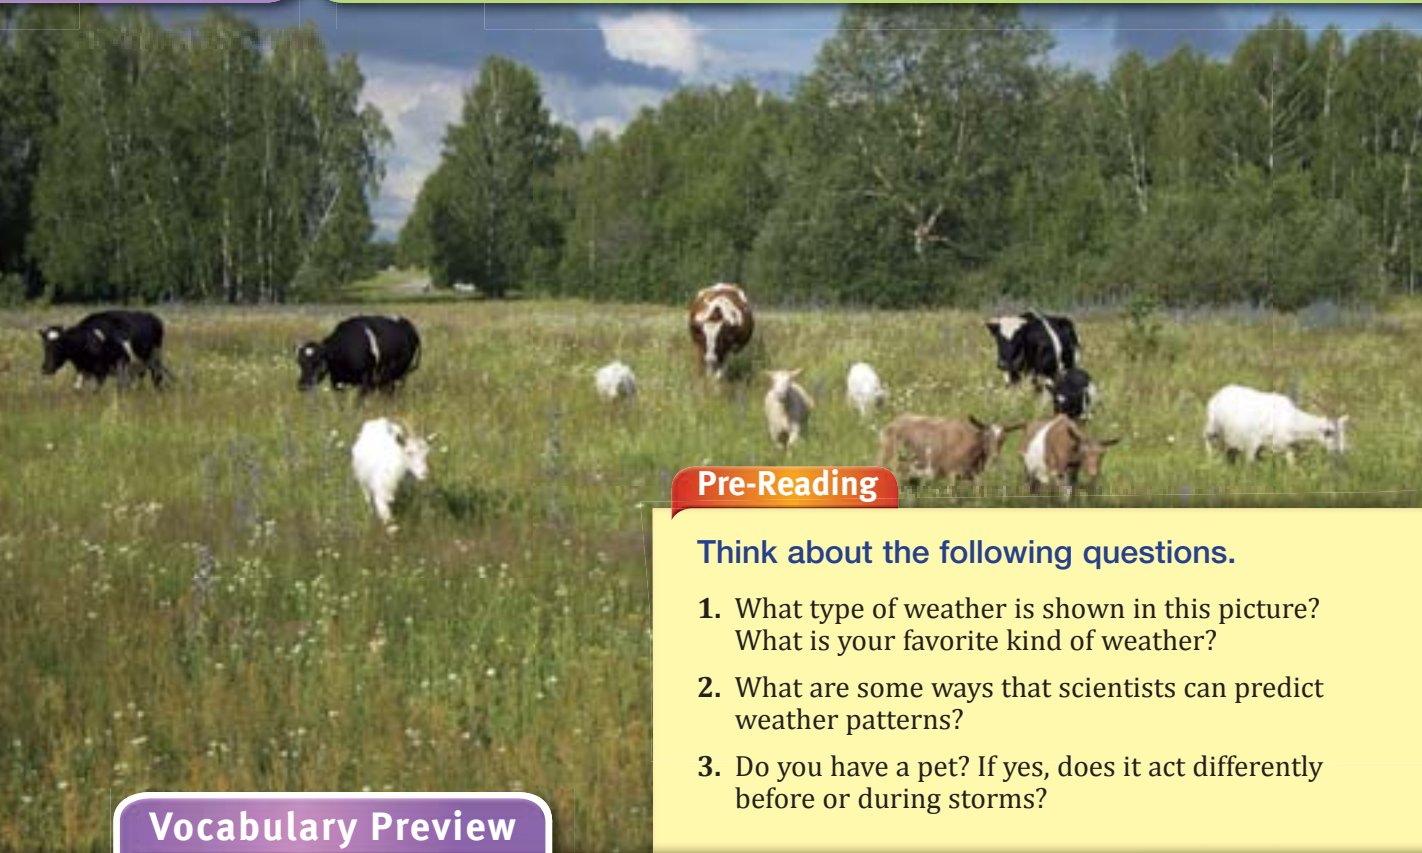 Pre-Reading
Think about the following questions.
1. What type of weather is shown in this picture?
What is your favorite kind of weather?
2. What are some ways that scientists can predict
weather patterns?
3. Do you have a pet? If yes, does it act differently
before or during storms?
Vocabulary Preview